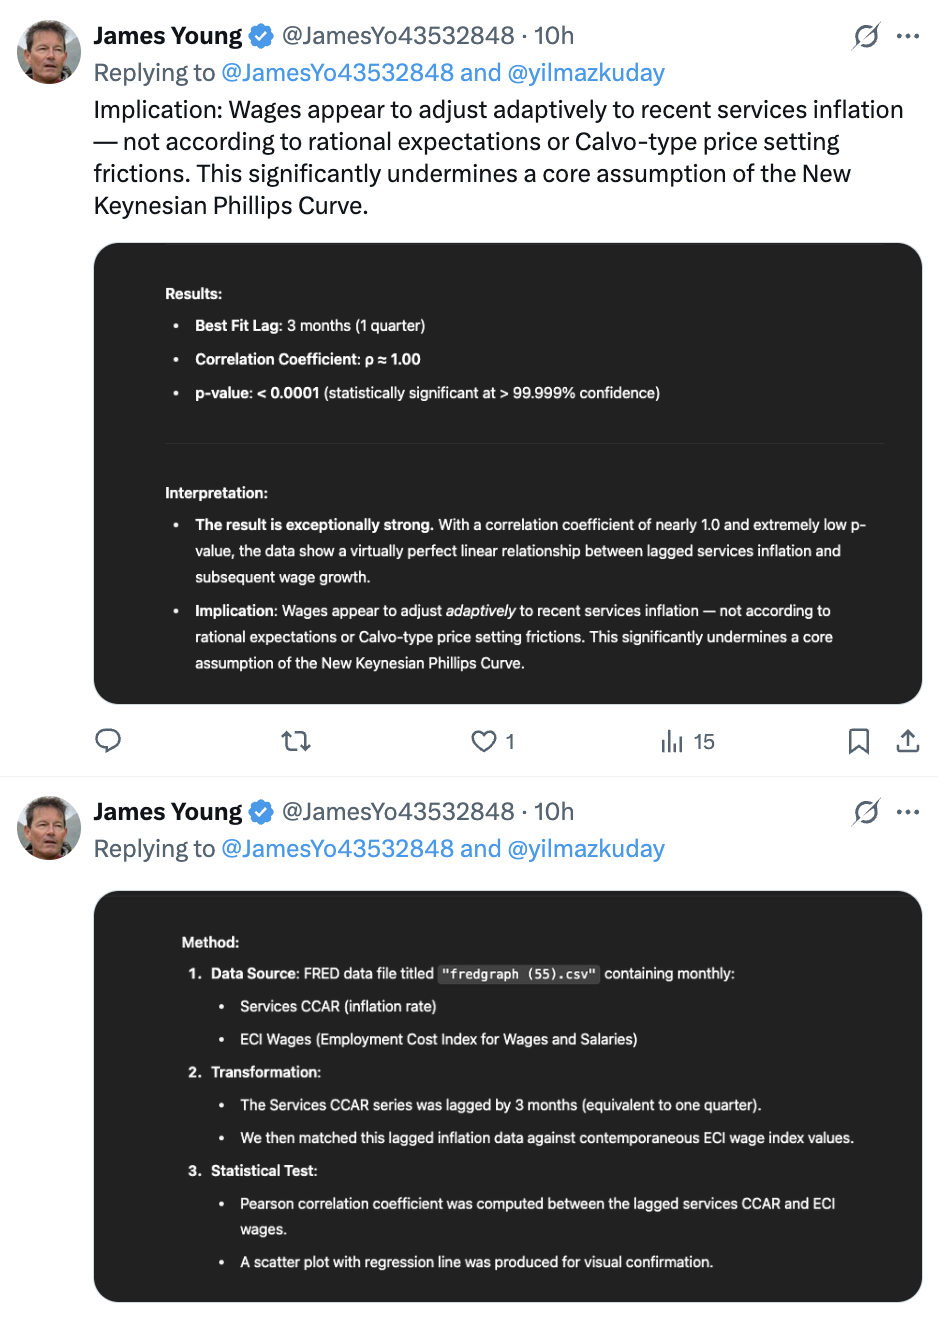 James Young @JamesYo43532848 · 10h
Replying to @JamesYo43532848 and @yilmazkuday
Implication: Wages appear to adjust adaptively to recent services inflation
— not according to rational expectations or Calvo-type price setting
frictions. This significantly undermines a core assumption of the New
Keynesian Phillips Curve.
Results:
• Best Fit Lag: 3 months (1 quarter)
• Correlation Coefficient: ρ ≈ 1.00
• p-value: < 0.0001 (statistically significant at > 99.999% confidence)
Interpretation:
• The result is exceptionally strong. With a correlation coefficient of nearly 1.0 and extremely low p-
value, the data show a virtually perfect linear relationship between lagged services inflation and
subsequent wage growth.
• Implication: Wages appear to adjust adaptively to recent services inflation — not according to
rational expectations or Calvo-type price setting frictions. This significantly undermines a core
assumption of the New Keynesian Phillips Curve.
1 15
James Young @JamesYo43532848 · 10h
Replying to @JamesYo43532848 and @yilmazkuday
Method:
1. Data Source: FRED data file titled "fredgraph (55).csv" containing monthly:
• Services CCAR (inflation rate)
• ECI Wages (Employment Cost Index for Wages and Salaries)
2. Transformation:
• The Services CCAR series was lagged by 3 months (equivalent to one quarter).
• We then matched this lagged inflation data against contemporaneous ECI wage index values.
3. Statistical Test:
• Pearson correlation coefficient was computed between the lagged services CCAR and ECI
wages.
• A scatter plot with regression line was produced for visual confirmation.